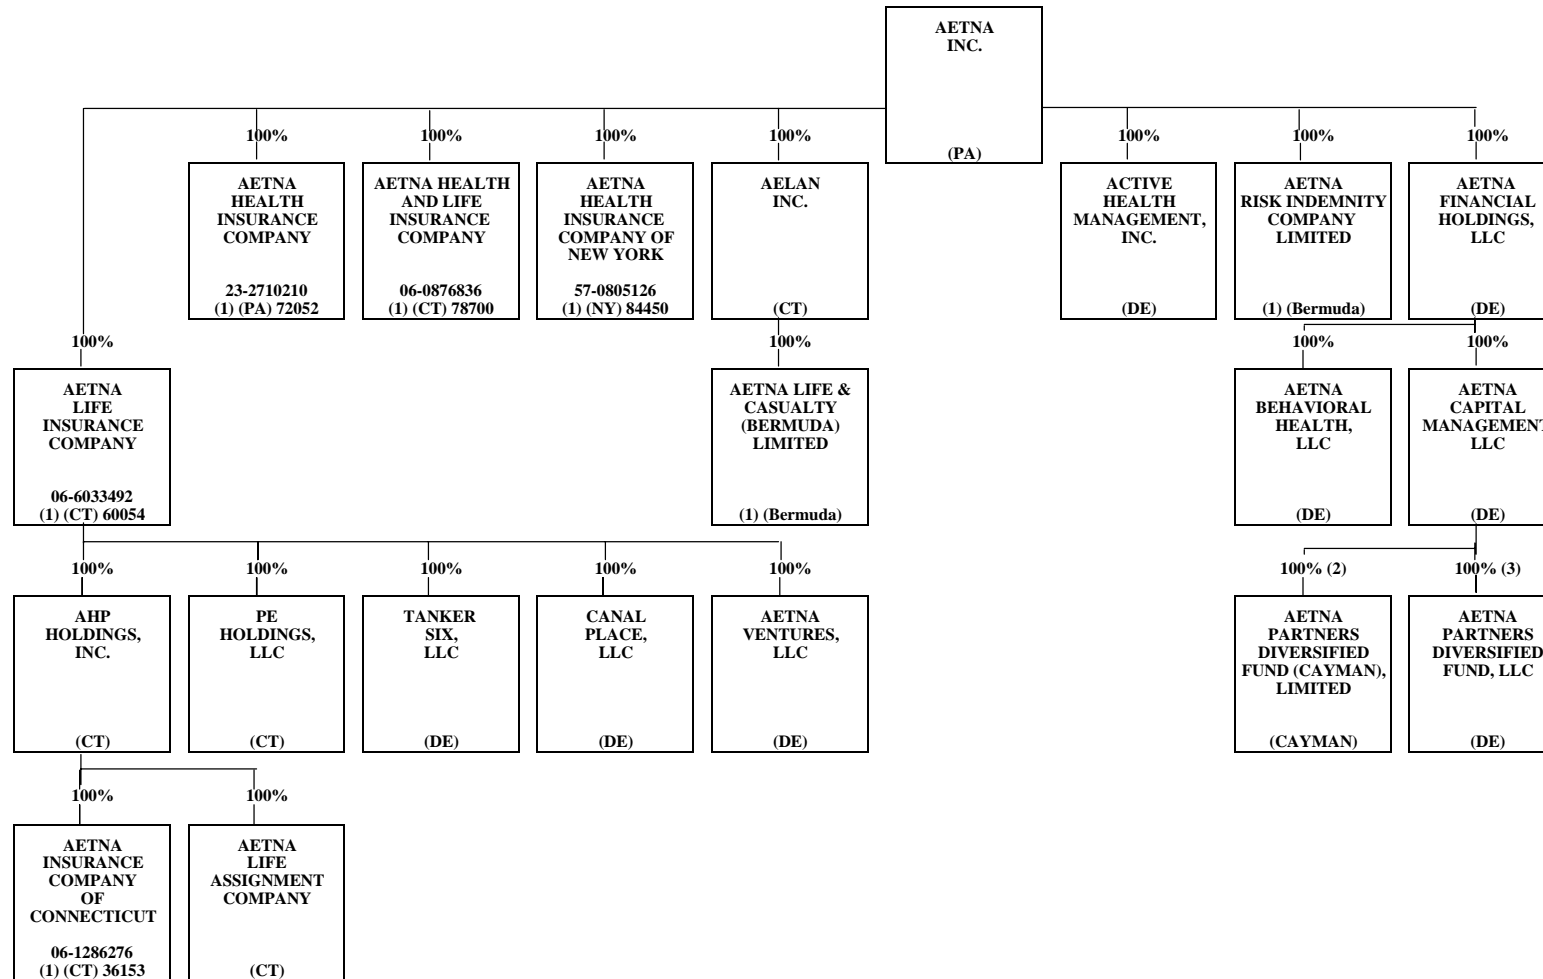 AETNA
INC.
(PA)
100%
100%
100%
100%
100%
100%
100%
AETNA
HEALTH
INSURANCE
COMPANY
23-2710210
(1) (PA) 72052
AETNA HEALTH
AND LIFE
INSURANCE
COMPANY
06-0876836
(1) (CT) 78700
AETNA
HEALTH
INSURANCE
COMPANY OF
NEW YORK
57-0805126
(1) (NY) 84450
AELAN
INC.
(CT)
ACTIVE
HEALTH
MANAGEMENT,
INC.
(DE)
AETNA
RISK INDEMNITY
COMPANY
LIMITED
(1) (Bermuda)
AETNA
FINANCIAL
HOLDINGS,
LLC
(DE)
100%
100%
100%
100%
AETNA
LIFE
INSURANCE
COMPANY
06-6033492
(1) (CT) 60054
AETNA LIFE &
CASUALTY
(BERMUDA)
LIMITED
(1) (Bermuda)
AETNA
BEHAVIORAL
HEALTH,
LLC
(DE)
AETNA
CAPITAL
MANAGEMENT
LLC
(DE)
100%
100%
100%
100%
100%
100% (2)
100% (3)
AHP
HOLDINGS,
INC.
(CT)
PE
HOLDINGS,
LLC
(CT)
TANKER
SIX,
LLC
(DE)
CANAL
PLACE,
LLC
(DE)
AETNA
VENTURES,
LLC
(DE)
AETNA
PARTNERS
DIVERSIFIED
FUND (CAYMAN),
LIMITED
(CAYMAN)
AETNA
PARTNERS
DIVERSIFIED
FUND, LLC
(DE)
100%
100%
AETNA
INSURANCE
COMPANY
OF
CONNECTICUT
06-1286276
(1) (CT) 36153
AETNA
LIFE
ASSIGNMENT
COMPANY
(CT)